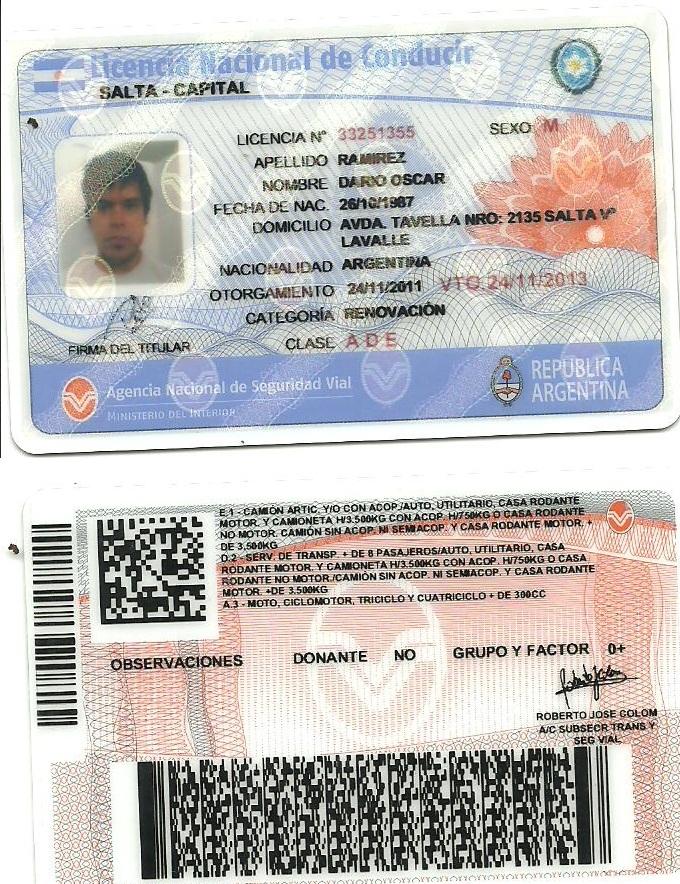 Licencia Nacional de Conducir
SALTA - CAPITAL
LICENCIA Nº 33251355 SEXO M
APELLIDO RAMIREZ
NOMBRE DARIO OSCAR
FECHA DE NAC. 26/10/1987
DOMICILIO AVDA. TAVELLA NRO: 2135 SALTA Vº
LAVALLE
NACIONALIDAD ARGENTINA
OTORGAMIENTO 24/11/2011 VTO 24/11/2013
CATEGORÍA RENOVACIÓN
FIRMA DEL TITULAR CLASE A D E
Agencia Nacional de Seguridad Vial
MINISTERIO DEL INTERIOR
REPÚBLICA
ARGENTINA
E.1 - CAMION ARTIC. Y/O CON ACOP./AUTO, UTILITARIO, CASA RODANTE
MOTOR. Y CAMIONETA H/3.500KG CON ACOP. H/750KG O CASA RODANTE
NO MOTOR. CAMIÓN SIN ACOP. NI SEMIACOP. Y CASA RODANTE MOTOR. +
DE 3.500KG
D.2 - SERV. DE TRANSP. + DE 8 PASAJEROS/AUTO, UTILITARIO, CASA
RODANTE MOTOR. Y CAMIONETA H/3.500KG CON ACOP. H/750KG O CASA
RODANTE NO MOTOR./CAMIÓN SIN ACOP. NI SEMIACOP. Y CASA RODANTE
MOTOR. +DE 3.500KG
A.3 - MOTO, CICLOMOTOR, TRICICLO Y CUATRICICLO + DE 300CC
OBSERVACIONES DONANTE NO GRUPO Y FACTOR 0+
ROBERTO JOSE COLOM
A/C SUBSECR TRANS Y
SEG VIAL